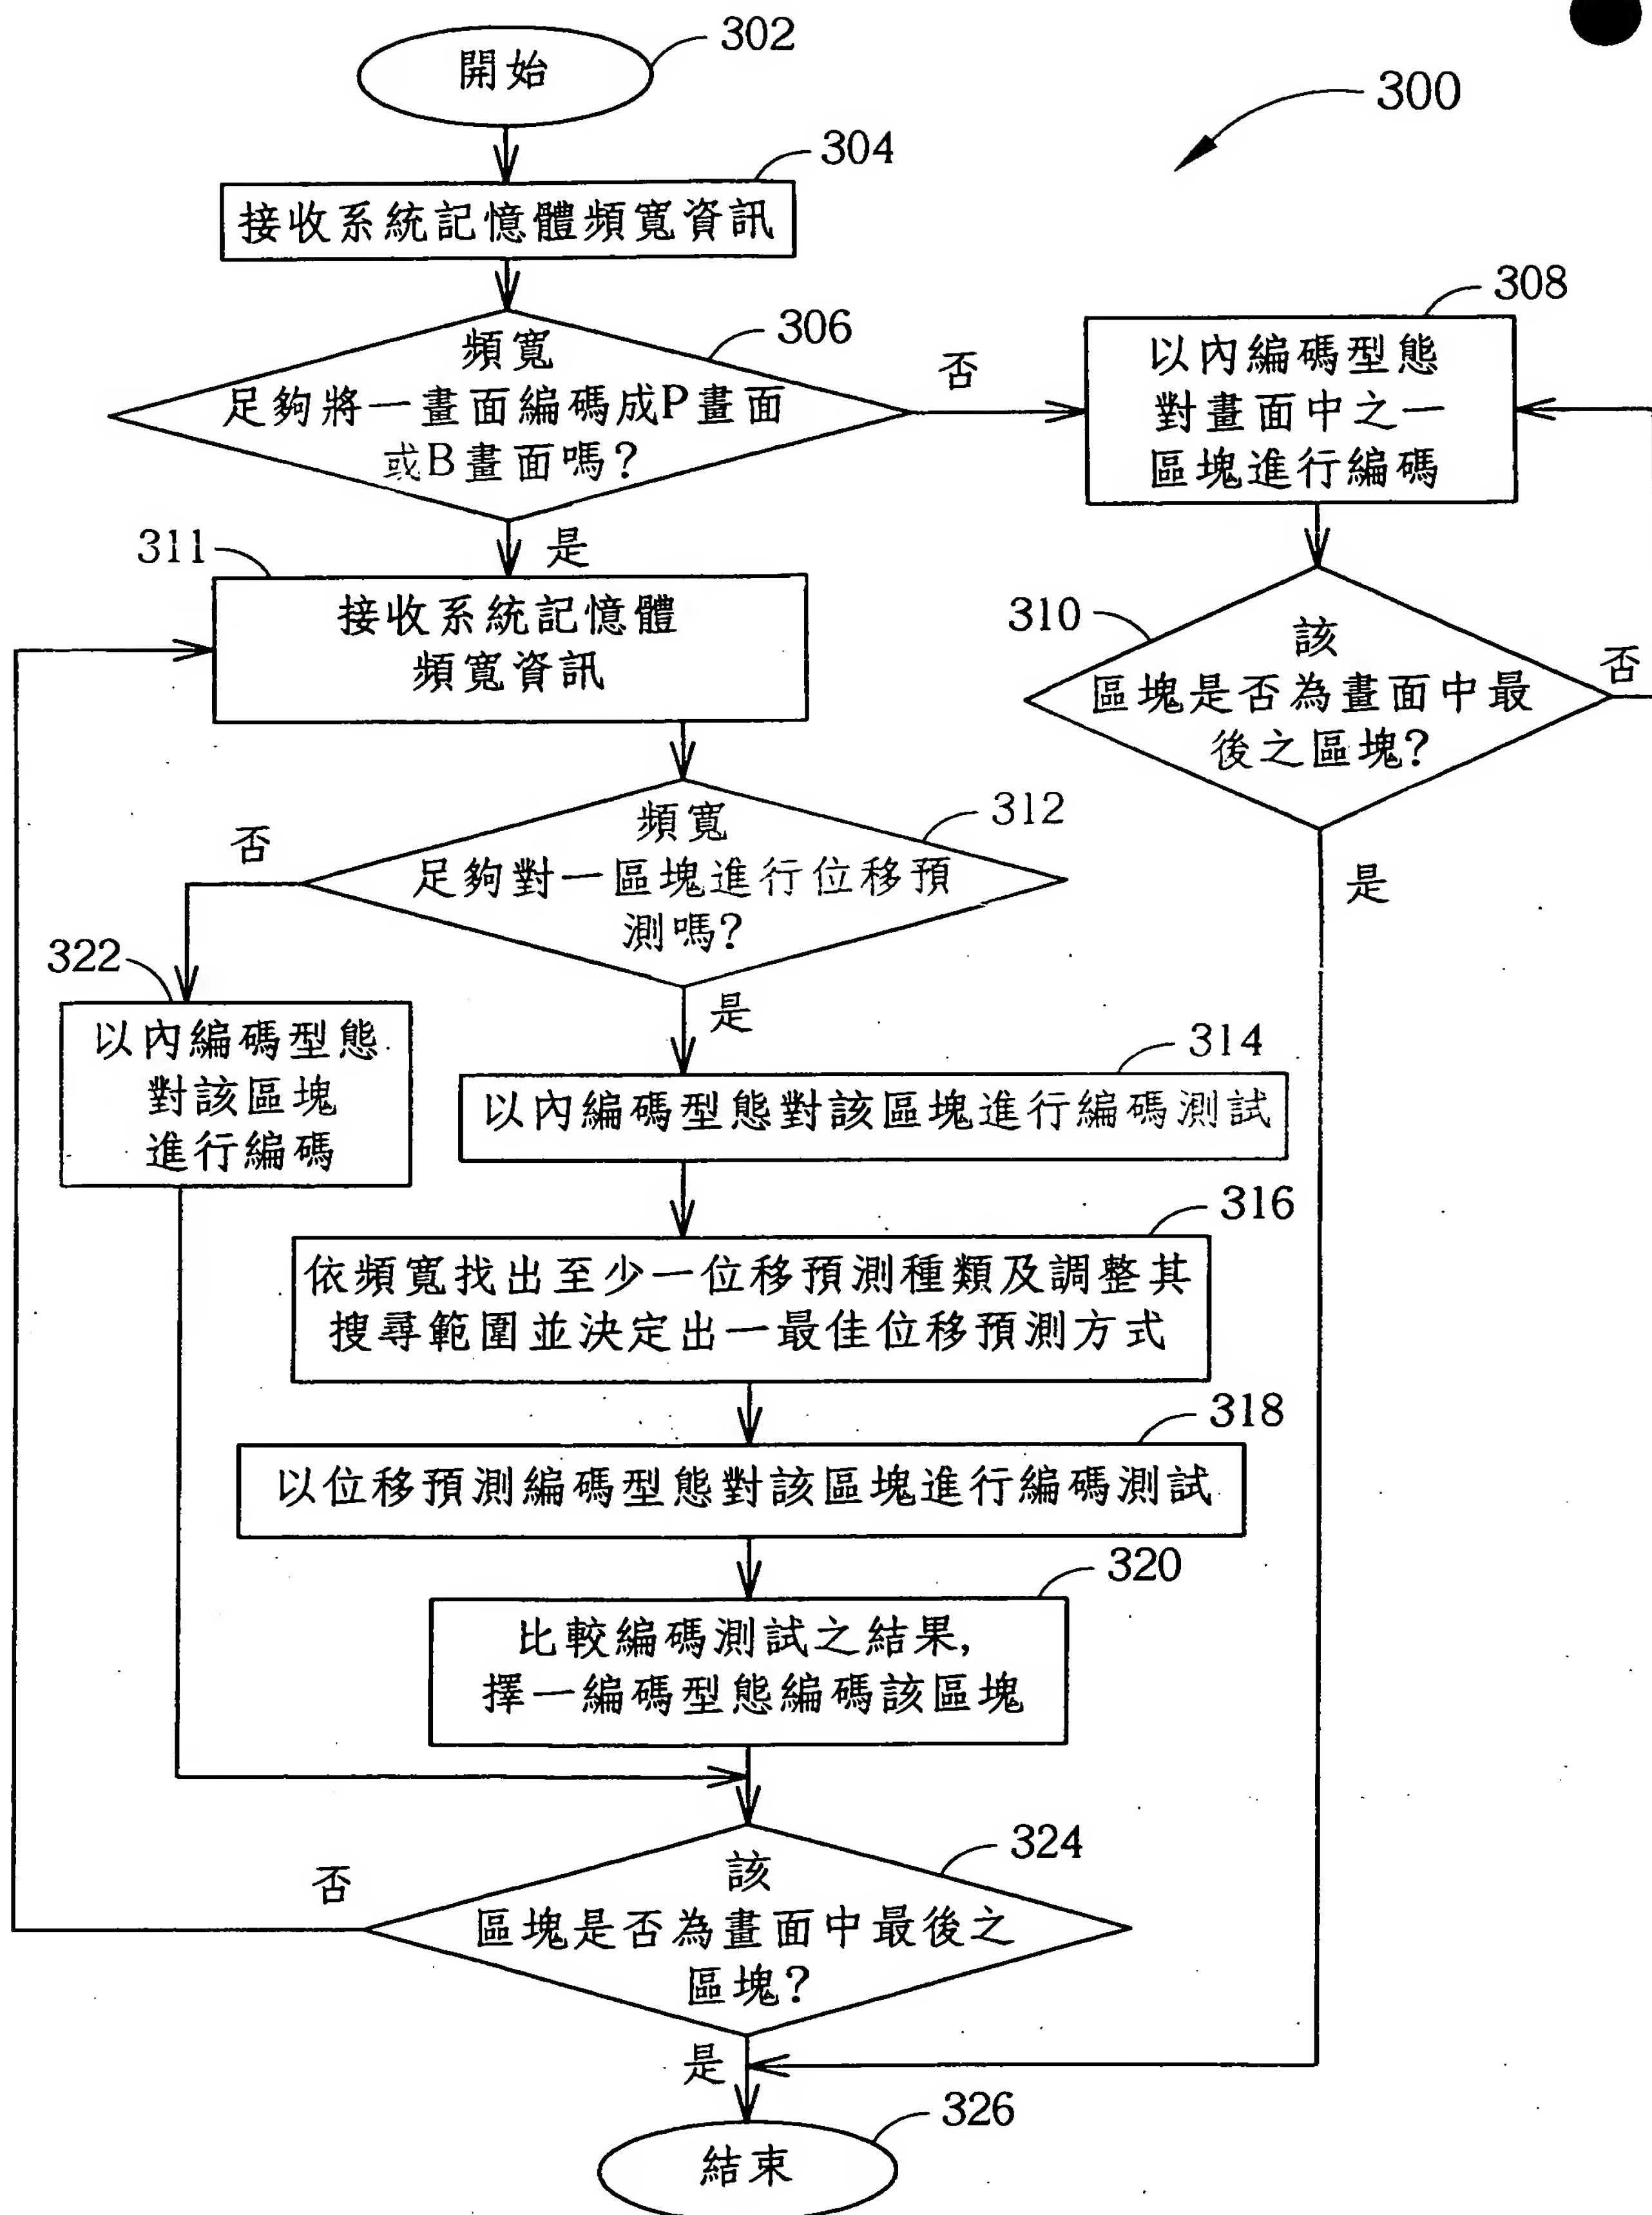 302
開始
300
304
接收系統記憶體頻寬資訊
306
頻寬
足夠將一畫面編碼成P畫面
或B畫面嗎?
否
308
以內編碼型態
對畫面中之一
區塊進行編碼
是
311
接收系統記憶體
頻寬資訊
310
該
區塊是否為畫面中最
後之區塊?
否
是
312
頻寬
足夠對一區塊進行位移預
測嗎?
否
322
以內編碼型態
對該區塊
進行編碼
是
314
以內編碼型態對該區塊進行編碼測試
316
依頻寬找出至少一位移預測種類及調整其
搜尋範圍並決定出一最佳位移預測方式
318
以位移預測編碼型態對該區塊進行編碼測試
320
比較編碼測試之結果,
擇一編碼型態編碼該區塊
324
該
區塊是否為畫面中最後之
區塊?
否
是
326
結束